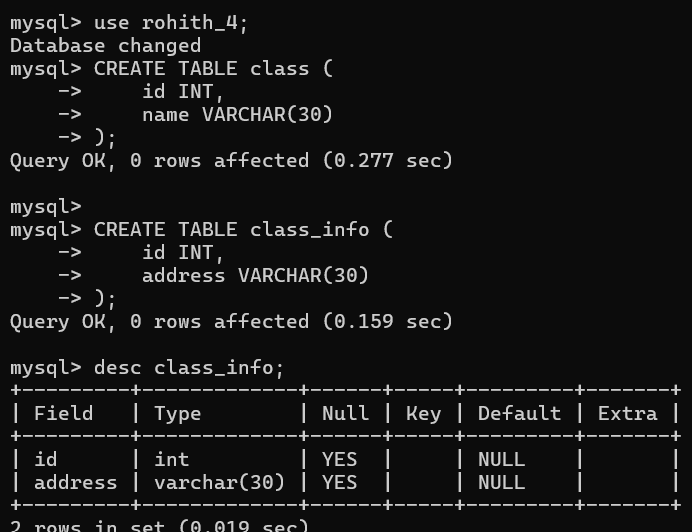 mysql> use rohith_4;
Database changed
mysql> CREATE TABLE class (
    ->     id INT,
    ->     name VARCHAR(30)
    -> );
Query OK, 0 rows affected (0.277 sec)

mysql>
mysql> CREATE TABLE class_info (
    ->     id INT,
    ->     address VARCHAR(30)
    -> );
Query OK, 0 rows affected (0.159 sec)

mysql> desc class_info;
+---------+-------------+------+-----+---------+-------+
| Field   | Type        | Null | Key | Default | Extra |
+---------+-------------+------+-----+---------+-------+
| id      | int         | YES  |     | NULL    |       |
| address | varchar(30) | YES  |     | NULL    |       |
+---------+-------------+------+-----+---------+-------+
2 rows in set (0.019 sec)